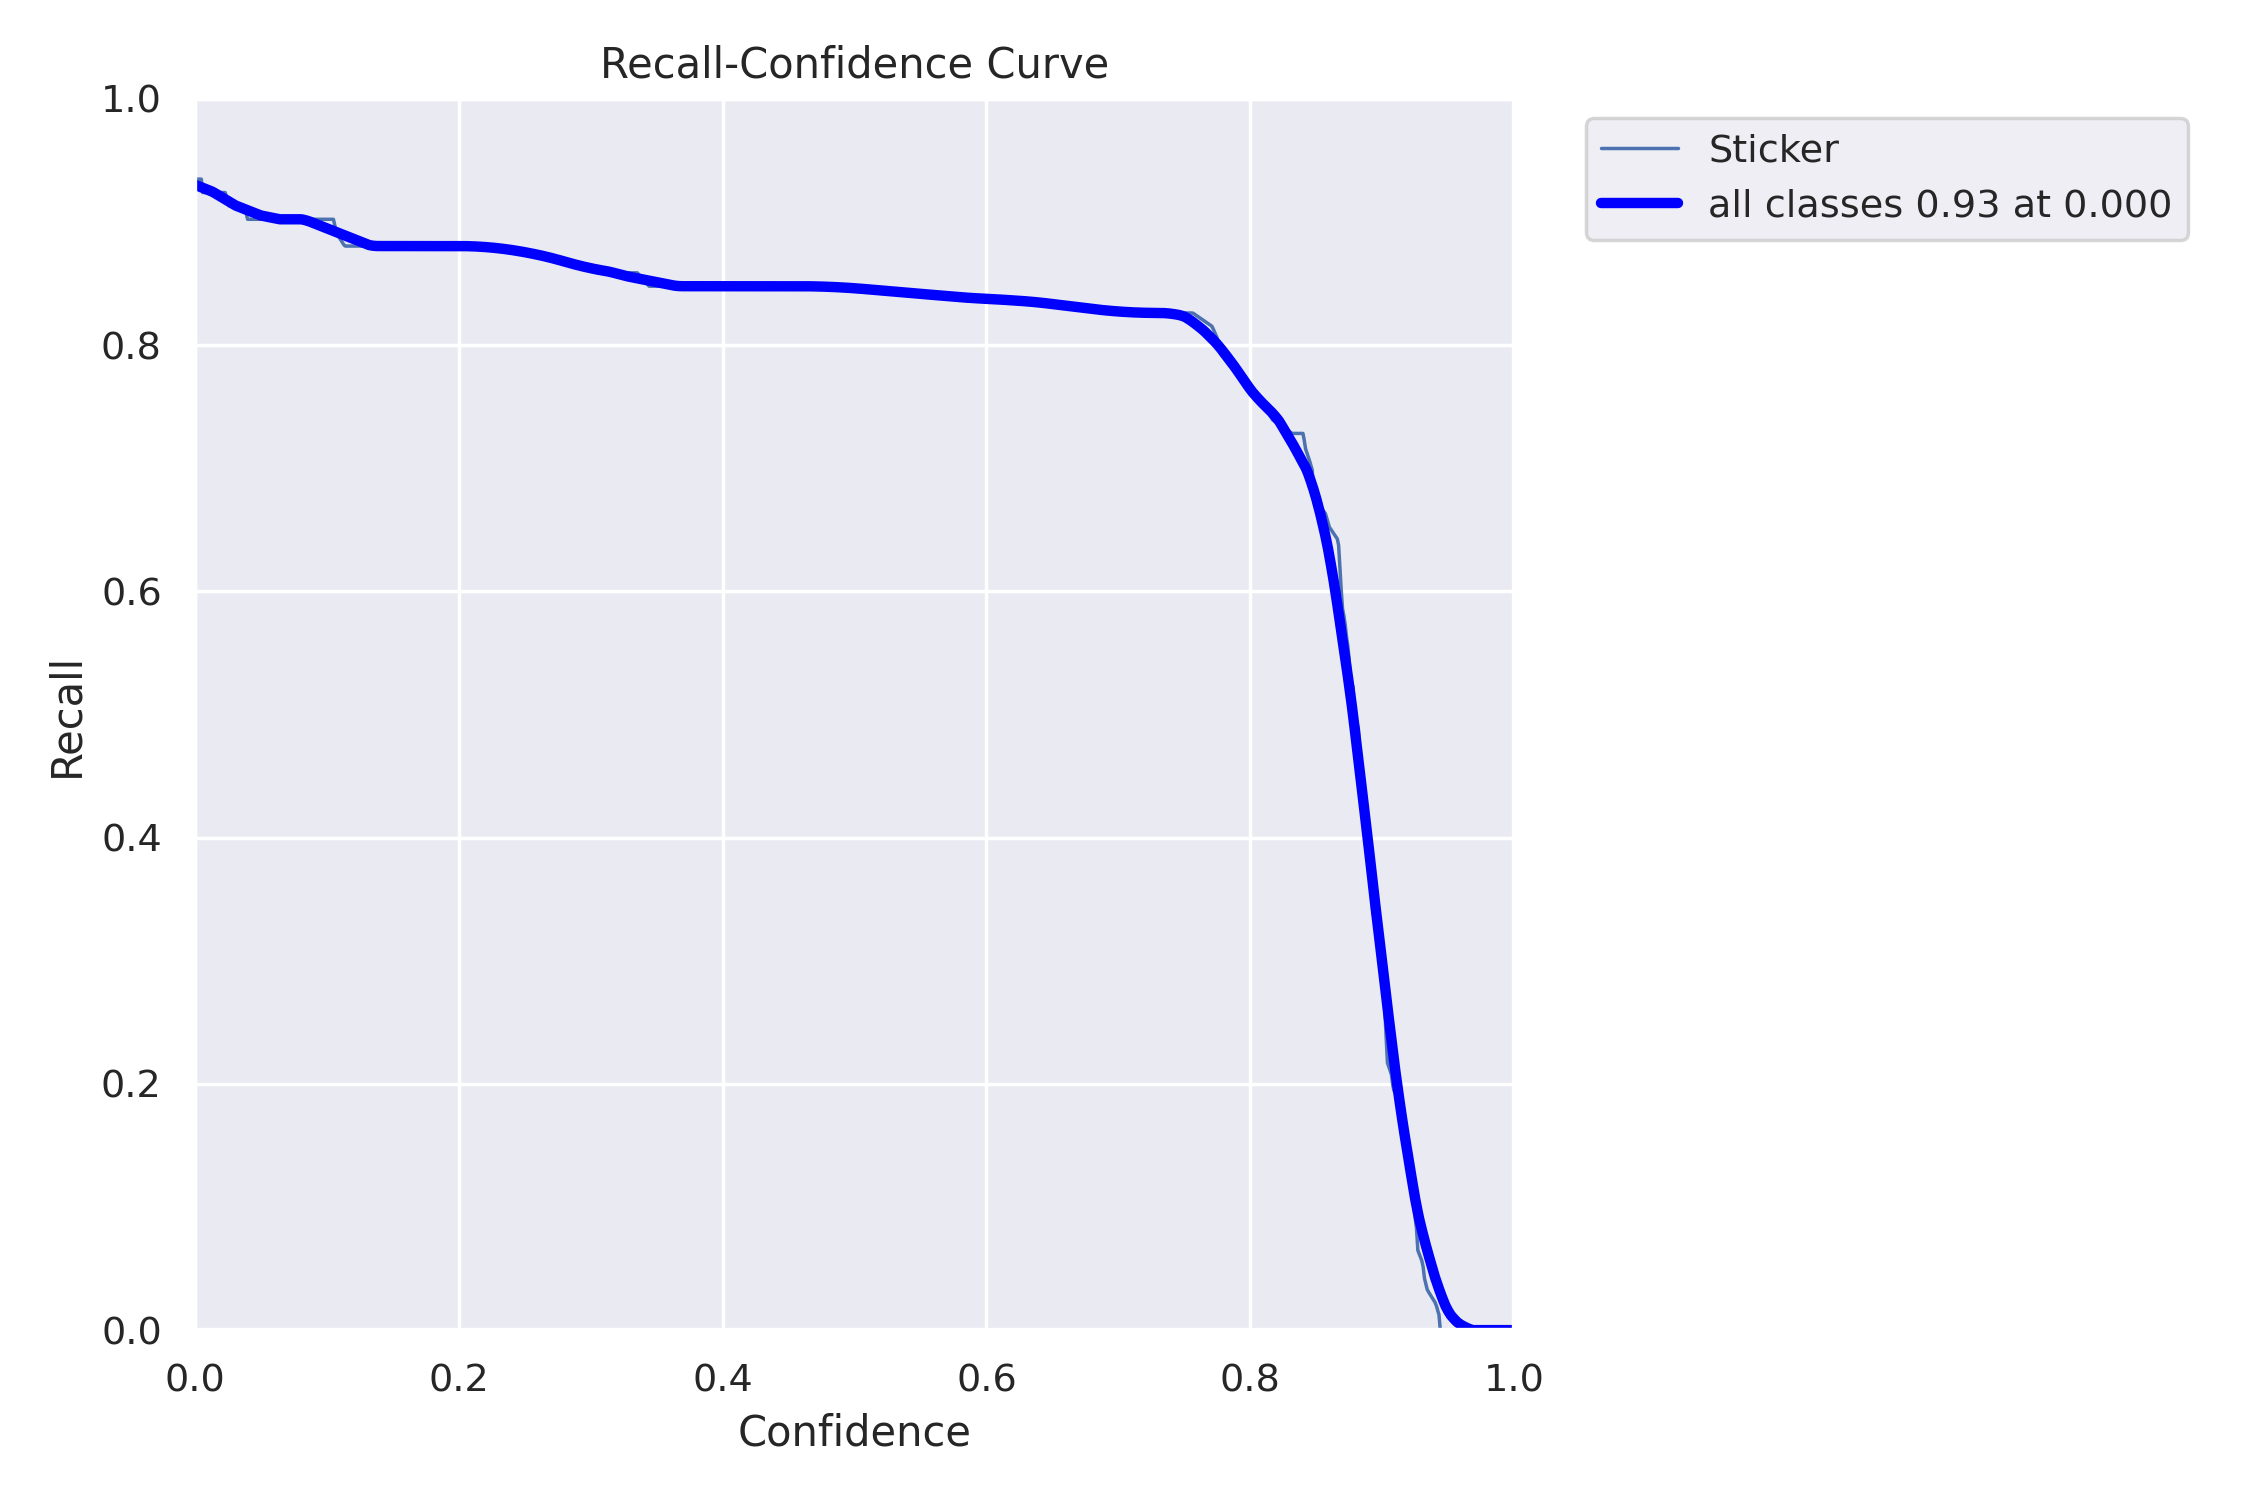 Recall-Confidence Curve
1.0
0.8
0.6
0.4
0.2
0.0
Recall
0.0 0.2 0.4 0.6 0.8 1.0
Confidence
Sticker
all classes 0.93 at 0.000